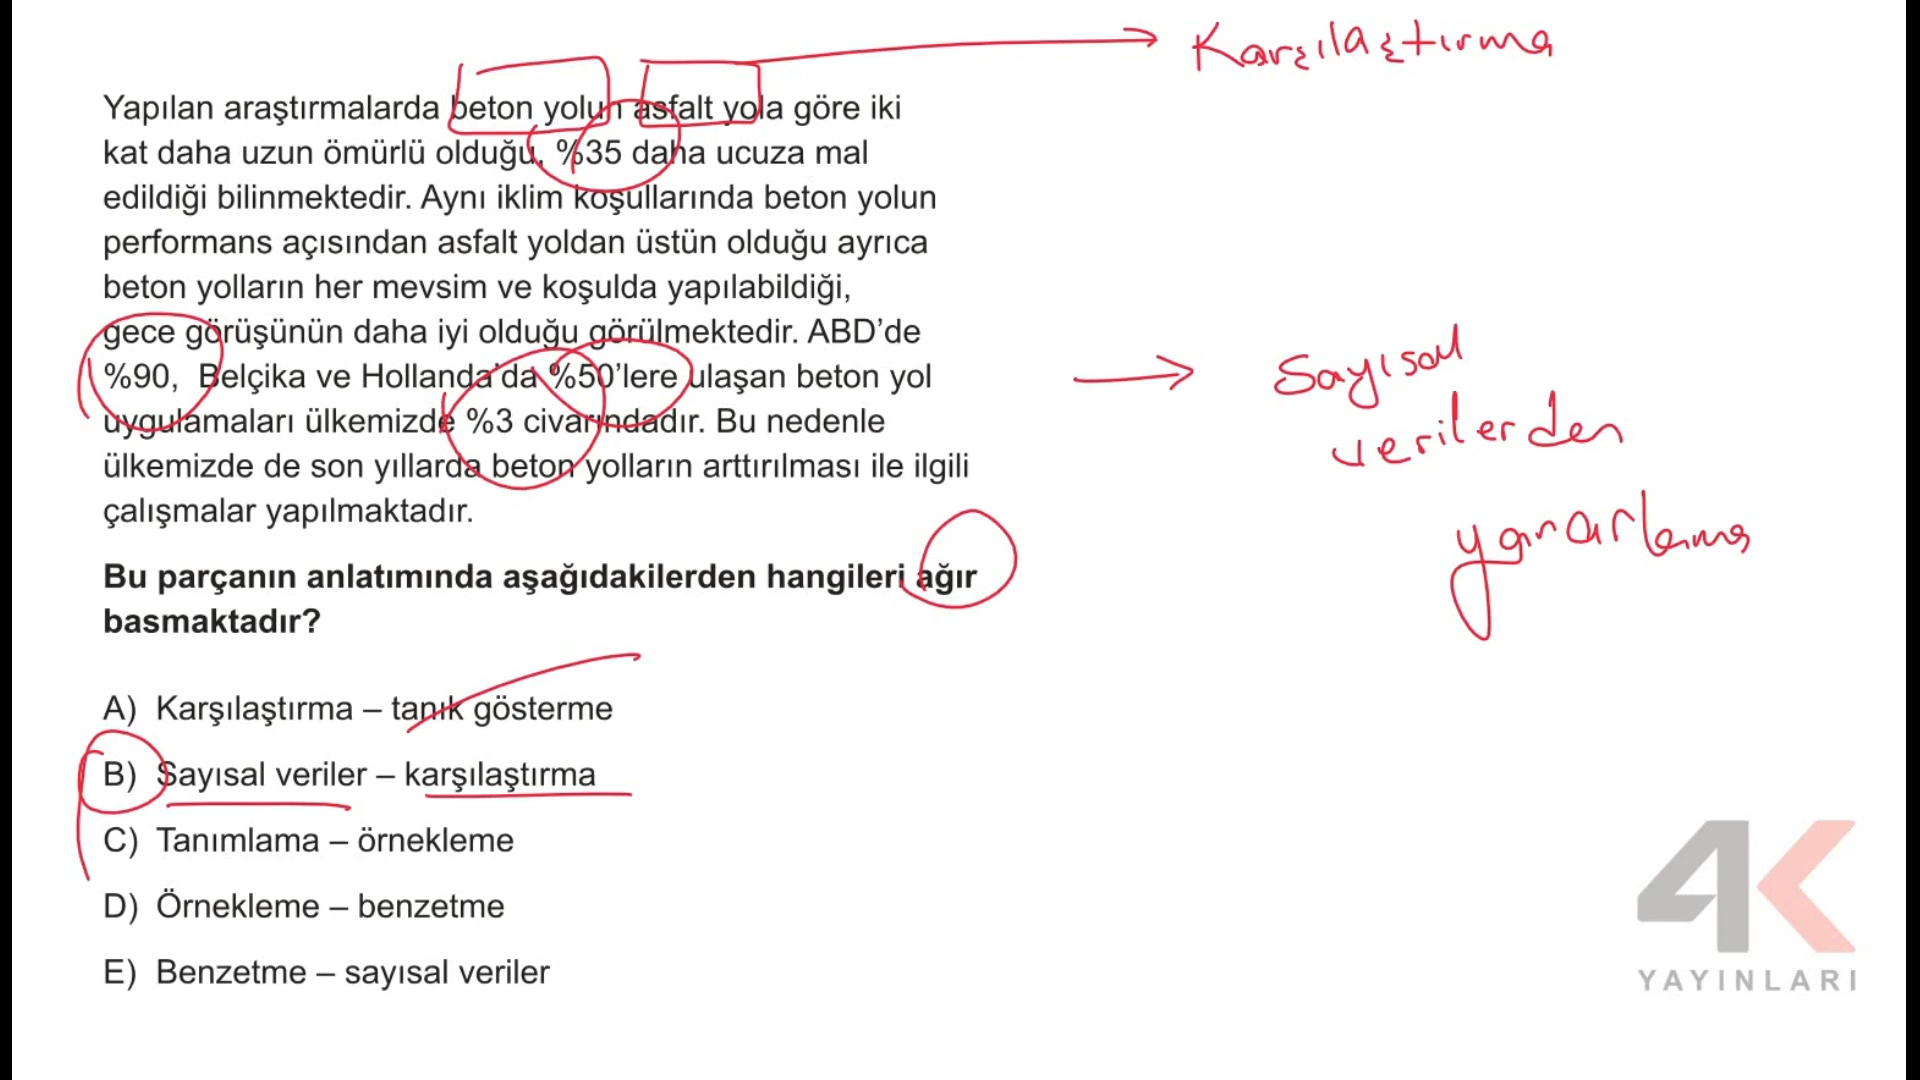 Karşılaştırma
Yapılan araştırmalarda beton yolun asfalt yola göre iki
kat daha uzun ömürlü olduğu, %35 daha ucuza mal
edildiği bilinmektedir. Aynı iklim koşullarında beton yolun
performans açısından asfalt yoldan üstün olduğu ayrıca
beton yolların her mevsim ve koşulda yapılabildiği,
gece görüşünün daha iyi olduğu görülmektedir. ABD’de
%90, Belçika ve Hollanda’da %50’lere ulaşan beton yol
uygulamaları ülkemizde %3 civarındadır. Bu nedenle
ülkemizde de son yıllarda beton yolların arttırılması ile ilgili
çalışmalar yapılmaktadır.
Sayısal
verilerden
yararlanma
Bu parçanın anlatımında aşağıdakilerden hangileri ağır
basmaktadır?
A) Karşılaştırma – tanık gösterme
B) Sayısal veriler – karşılaştırma
C) Tanımlama – örnekleme
D) Örnekleme – benzetme
E) Benzetme – sayısal veriler
4K
YAYINLARI